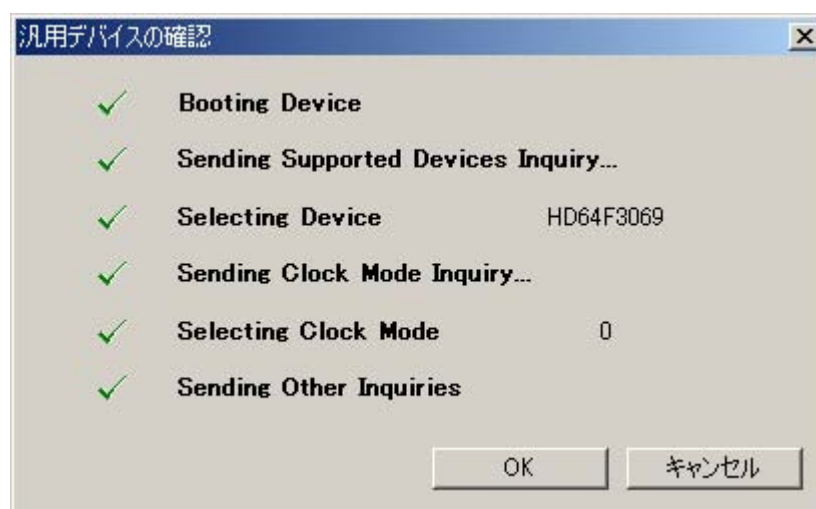 汎用デバイスの確認
Booting Device
Sending Supported Devices Inquiry...
Selecting Device HD64F3069
Sending Clock Mode Inquiry...
Selecting Clock Mode 0
Sending Other Inquiries
OK キャンセル